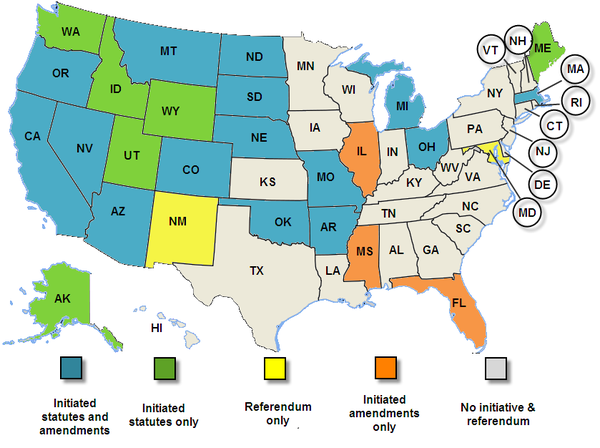 WA
MT
ND
MN
VT
NH
ME
OR
ID
SD
WI
NY
MA
WY
MI
RI
CA
NV
UT
NE
IA
PA
CT
IL
IN
OH
NJ
CO
KS
MO
WV
VA
DE
KY
MD
AZ
NM
OK
AR
TN
NC
SC
MS
AL
GA
TX
LA
AK
HI
FL
Initiated
statutes and
amendments
Initiated
statutes only
Referendum
only
Initiated
amendments
only
No initiative &
referendum